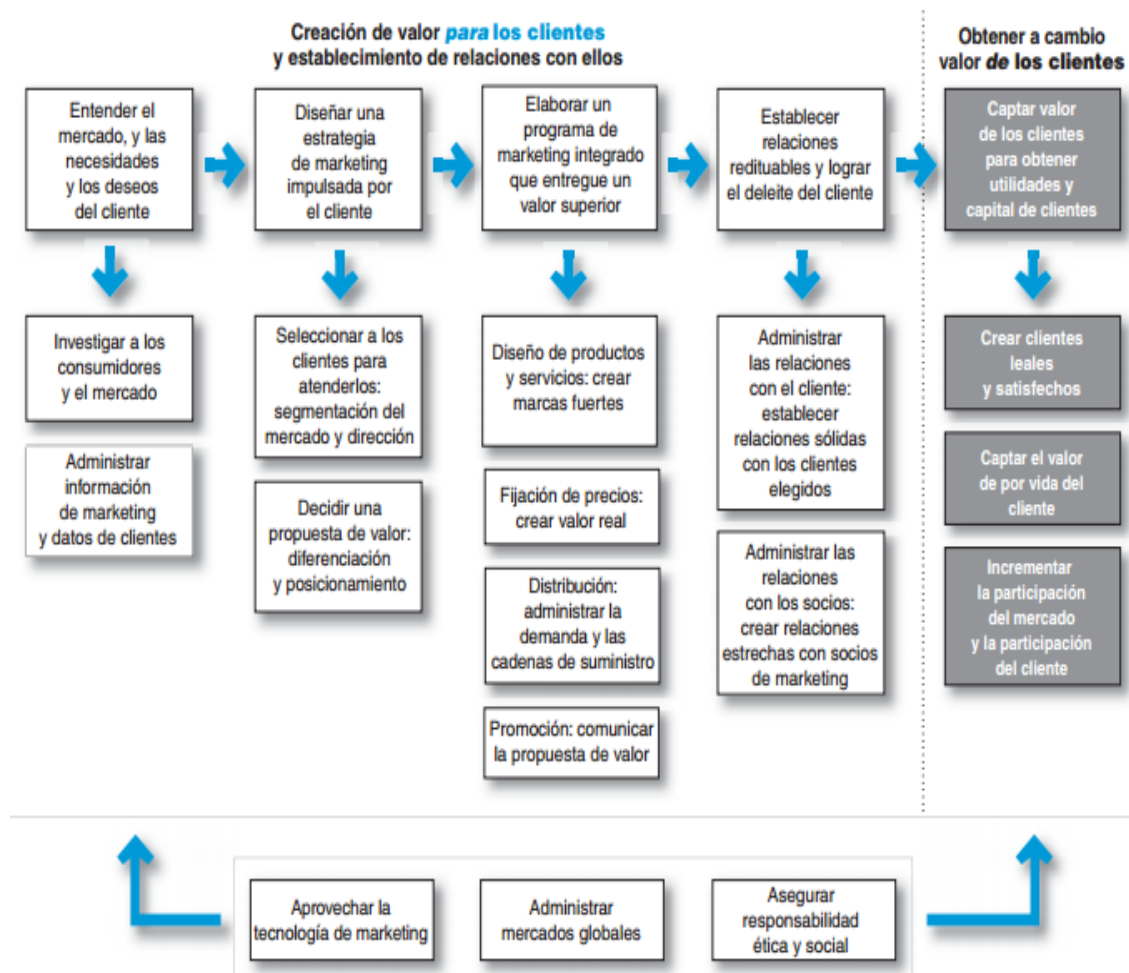 Creación de valor para los clientes
y establecimiento de relaciones con ellos
Obtener a cambio
valor de los clientes
Entender el
mercado, y las
necesidades
y los deseos
del cliente
Diseñar una
estrategia
de marketing
impulsada por
el cliente
Elaborar un
programa de
marketing integrado
que entregue un
valor superior
Establecer
relaciones
redituables y lograr
el deleite del cliente
Captar valor
de los clientes
para obtener
utilidades y
capital de clientes
Investigar a los
consumidores
y el mercado
Administrar
información
de marketing
y datos de clientes
Seleccionar a los
clientes para
atenderlos:
segmentación del
mercado y dirección
Decidir una
propuesta de valor:
diferenciación
y posicionamiento
Diseño de productos
y servicios: crear
marcas fuertes
Fijación de precios:
crear valor real
Distribución:
administrar la
demanda y las
cadenas de suministro
Promoción: comunicar
la propuesta de valor
Administrar
las relaciones
con el cliente:
establecer
relaciones sólidas
con los clientes
elegidos
Administrar las
relaciones
con los socios:
crear relaciones
estrechas con socios
de marketing
Crear clientes
leales
y satisfechos
Captar el valor
de por vida del
cliente
Incrementar
la participación
del mercado
y la participación
del cliente
Aprovechar la
tecnología de marketing
Administrar
mercados globales
Asegurar
responsabilidad
ética y social